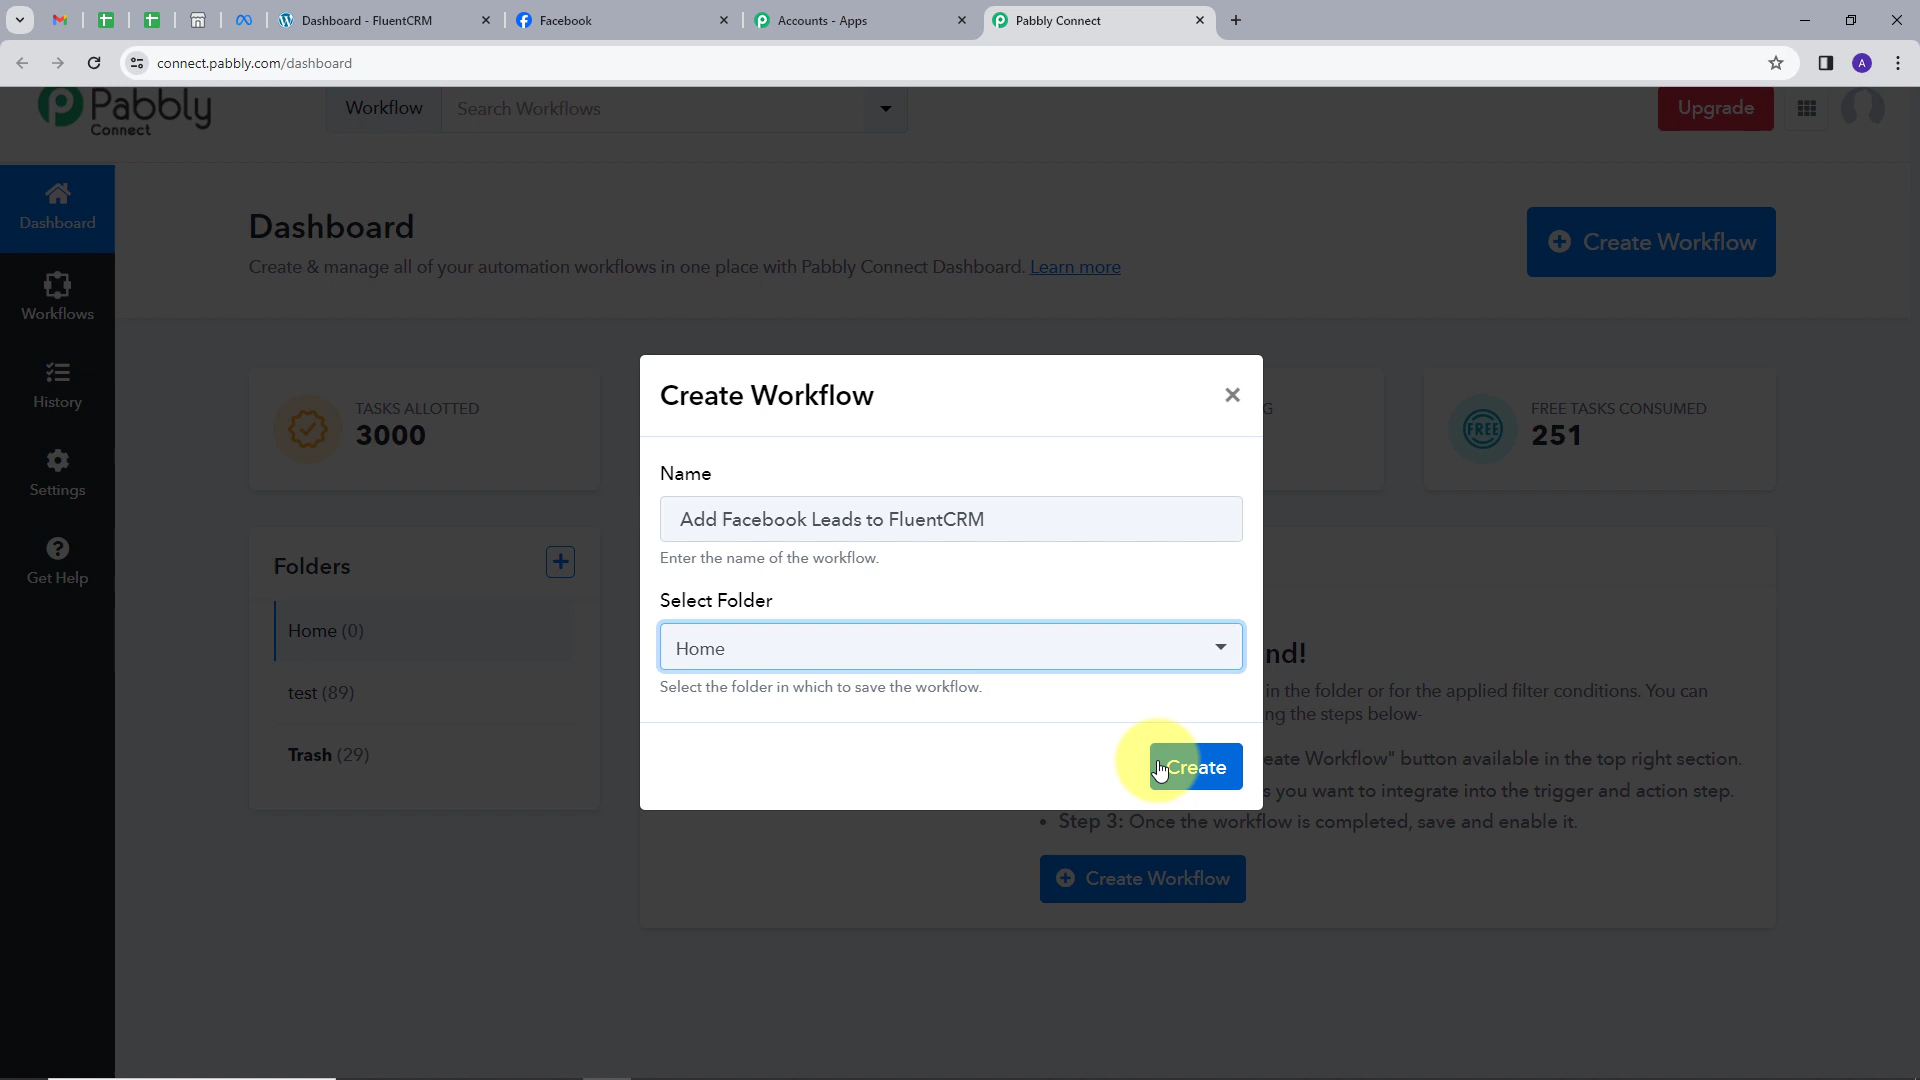 Dashboard - FluentCRM
Facebook
Accounts - Apps
Pabbly Connect
connect.pabbly.com/dashboard
A
Pabbly
Connect
Workflow
Search Workflows
Upgrade
Dashboard
Workflows
History
Settings
Get Help
Dashboard
Create & manage all of your automation workflows in one place with Pabbly Connect Dashboard. Learn more
Create Workflow
TASKS ALLOTTED
3000
G
FREE
FREE TASKS CONSUMED
251
Folders
Home (0)
test (89)
Trash (29)
Create Workflow
Name
Add Facebook Leads to FluentCRM
Enter the name of the workflow.
Select Folder
Home
Select the folder in which to save the workflow.
Create
nd!
in the folder or for the applied filter conditions. You can
ng the steps below-
eate Workflow" button available in the top right section.
s you want to integrate into the trigger and action step.
Step 3: Once the workflow is completed, save and enable it.
Create Workflow